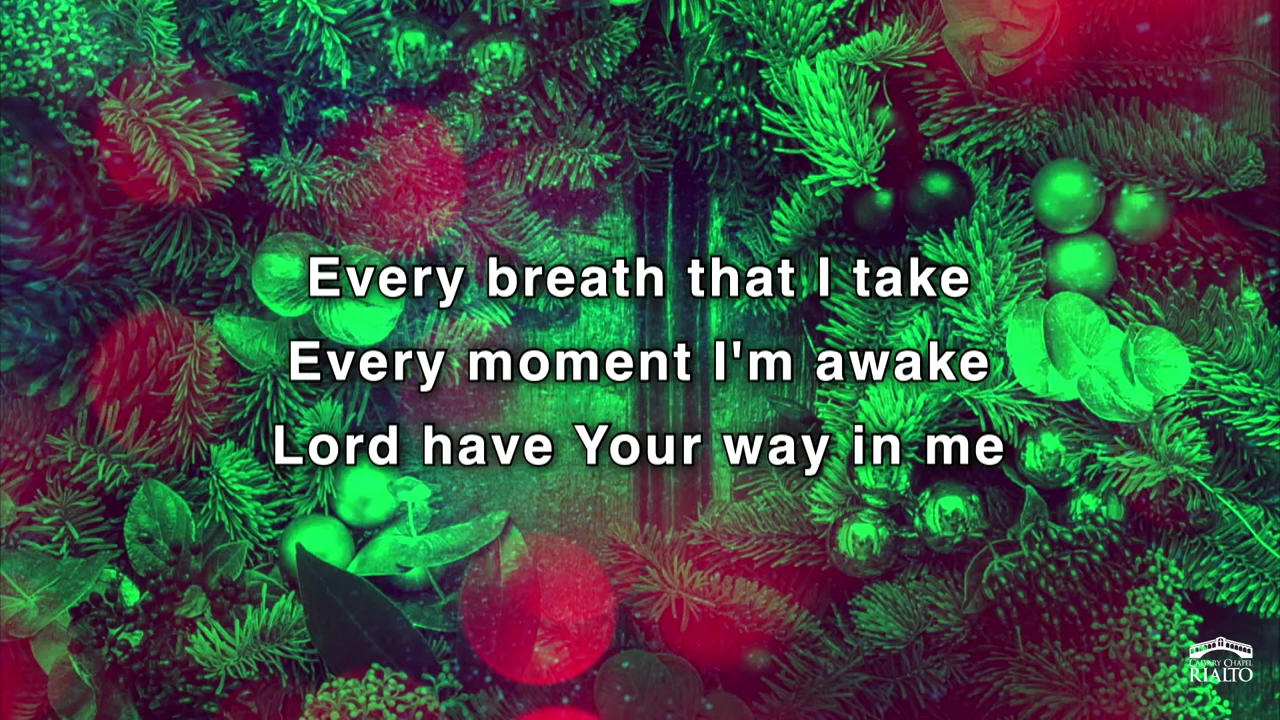 Every breath that I take
Every moment I'm awake
Lord have Your way in me
CALVARY CHAPEL
RIALTO